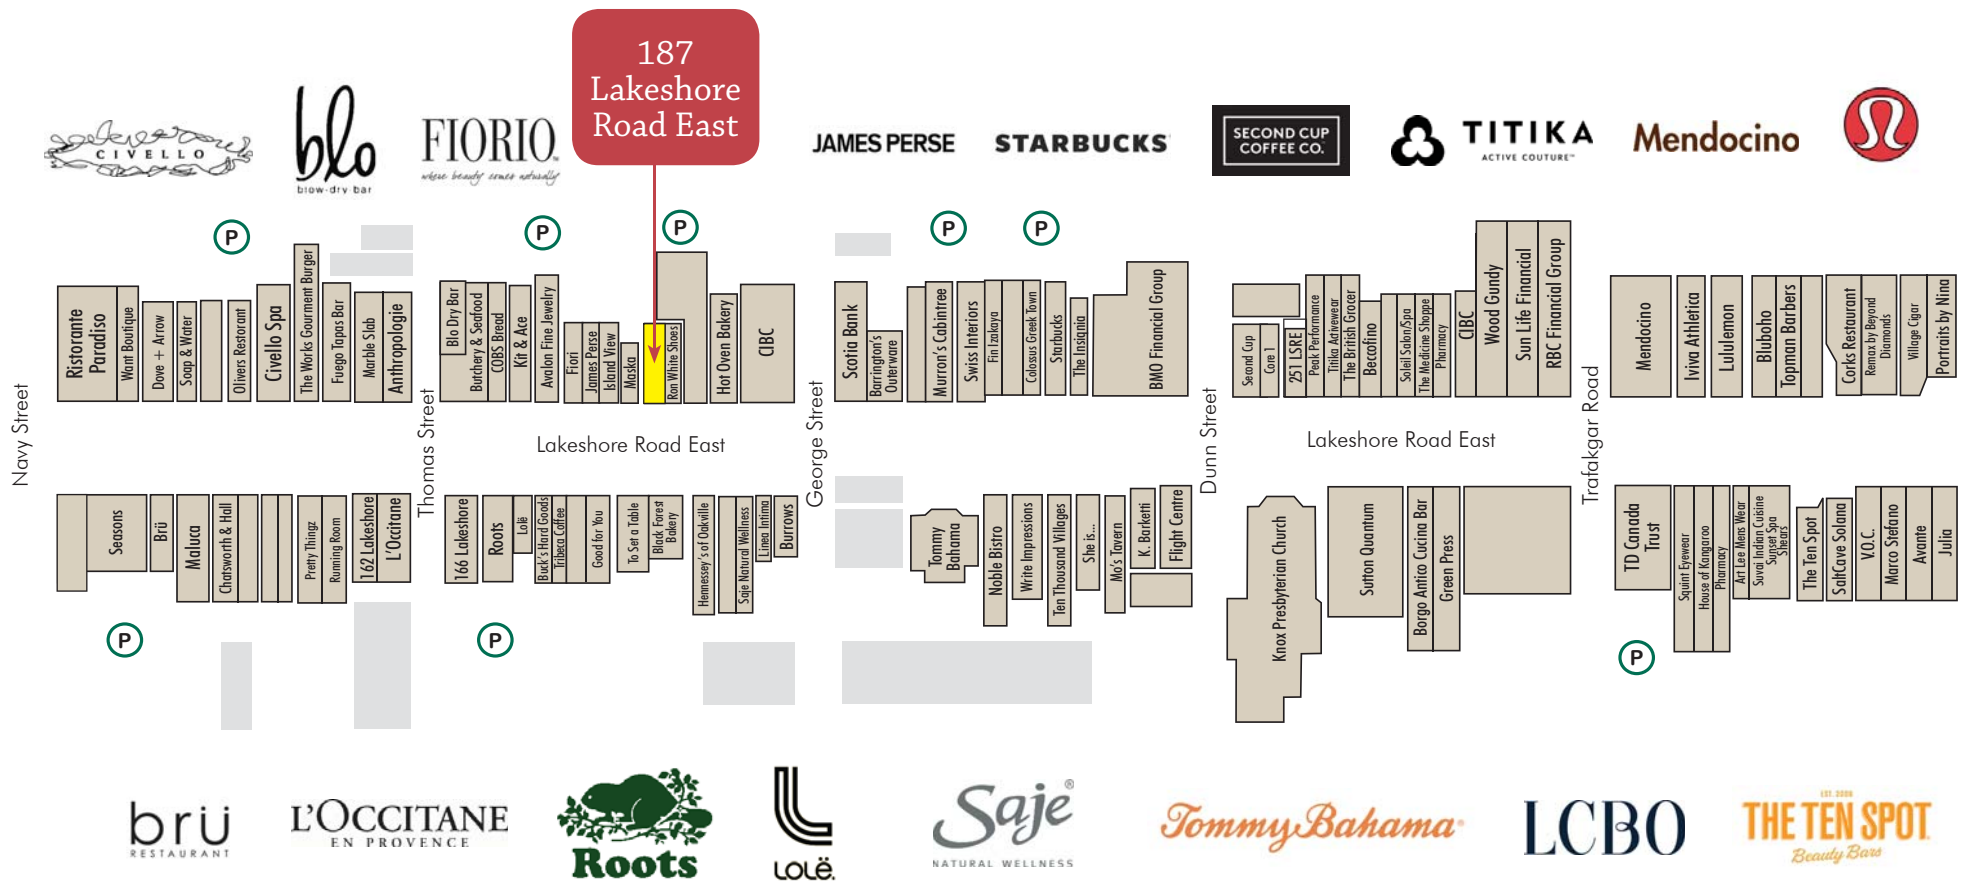 187
Lakeshore
Road East
CIVELLO
blo
blow-dry bar
FIORIO
where beauty comes naturally
JAMES PERSE
STARBUCKS
SECOND CUP
COFFEE CO.
TITIKA
ACTIVE COUTURE™
Mendocino
P
P
P
P
P
Navy Street
Ristorante
Paradiso
Want Boutique
Dove + Arrow
Soap & Water
Olivers Restorant
Civello Spa
The Works Gourment Burger
Fuego Tapas Bar
Marble Slab
Anthropologie
Thomas Street
Blo Dry Bar
Butchery & Seafood
COBS Bread
Kit & Ace
Avalon Fine Jewelry
Fiori
James Perse
Island View
Maska
Ron White Shoes
Hot Oven Bakery
CIBC
George Street
Scotia Bank
Barrington's
Outerware
Murron's Cabintree
Swiss Interiors
Fin Izakaya
Colossus Greek Town
Starbucks
The Insignia
BMO Financial Group
Dunn Street
Second Cup
Core 1
251 LSRE
Peak Performance
Titika Activewear
The British Grocer
Beccofino
Soleil Salson/Spa
The Medicine Shoppe
Pharmacy
CIBC
Wood Gundy
Sun Life Financial
RBC Financial Group
Trafakgar Road
Mendocino
Iviva Athletica
Lululemon
Bluboho
Topman Barbers
Corks Restaurant
Remax by Beyond
Diamonds
Village Cigar
Portraits by Nina
Lakeshore Road East
Lakeshore Road East
Seasons
Brü
Maluca
Chatsworth & Hall
Pretty Thingz
Running Room
162 Lakeshore
L'Occitane
166 Lakeshore
Roots
Lolë
Buck's Hard Goods
Tribeca Coffee
Good for You
To Set a Table
Black Forest
Bakery
Hennessey's of Oakville
Saje Natural Wellness
Linea Intima
Burrows
Tommy
Bahama
Noble Bistro
Write Impressions
Ten Thousand Villages
She is...
Mo's Tavern
K. Barketti
Flight Centre
Knox Presbyterian Church
Sutton Quantum
Borgo Antico Cucina Bar
Green Press
TD Canada
Trust
Squint Eyewear
House of Kangaroo
Pharmacy
Art Lee Mens Wear
Suvai Indian Cuisine
Sunset Spa
Shears
The Ten Spot
SaltCave Solana
V.O.C.
Marco Stefano
Avante
Julia
P
P
P
brü
RESTAURANT
L'OCCITANE
EN PROVENCE
Roots
LOLË
Saje®
NATURAL WELLNESS
Tommy Bahama
LCBO
EST. 2006
THE TEN SPOT
Beauty Bars